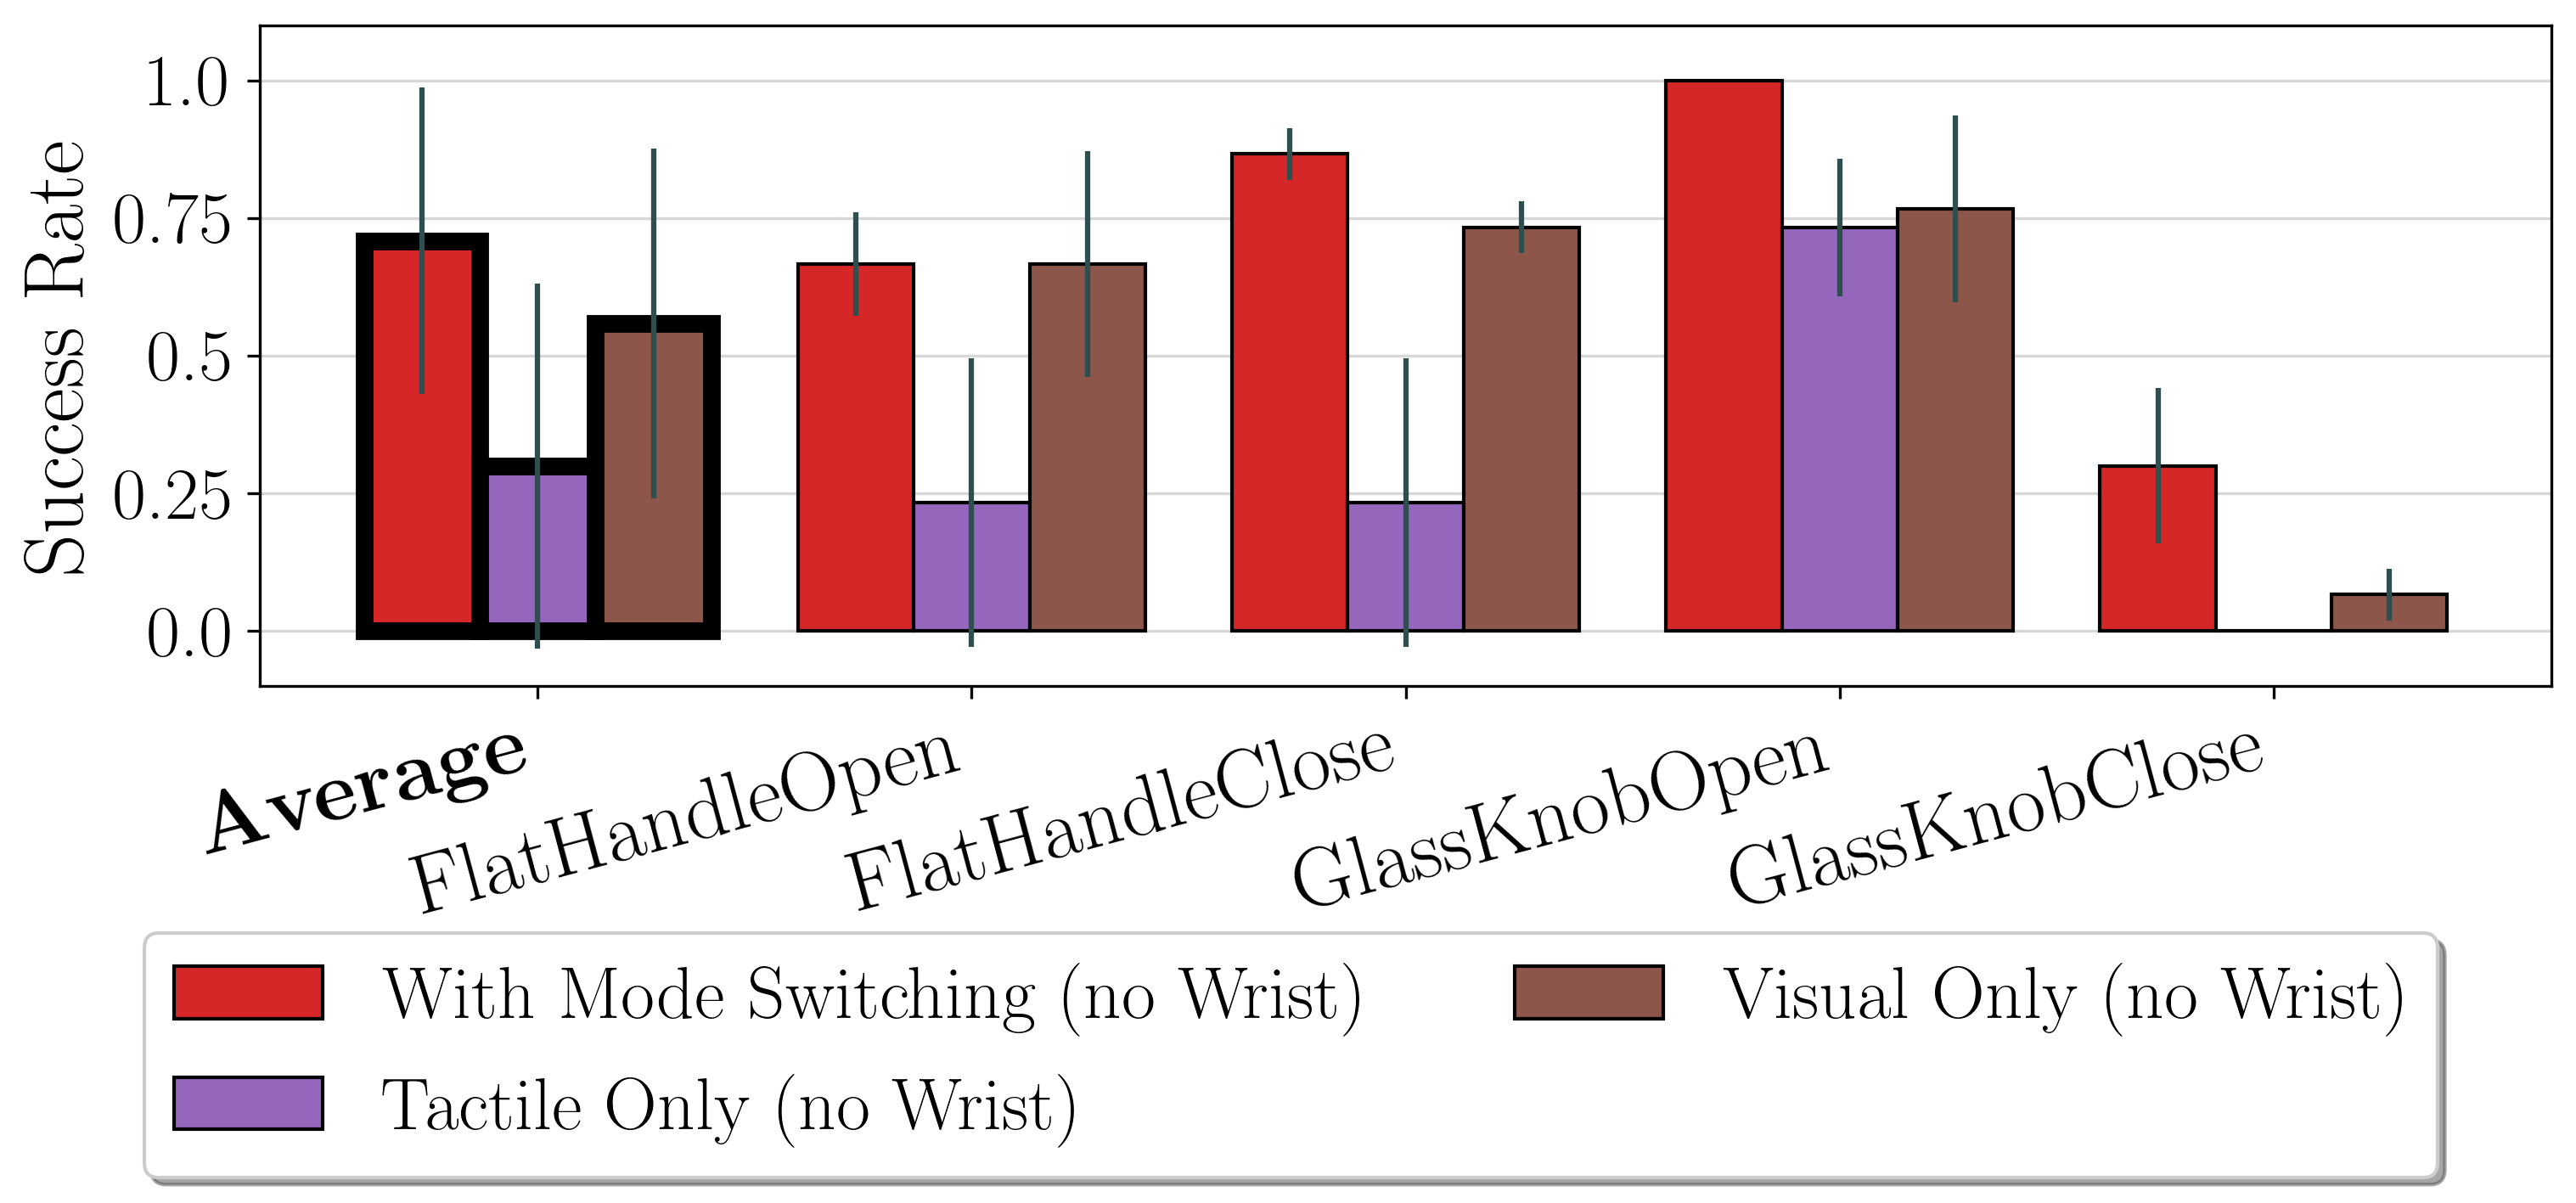 Success Rate
1.0
0.75
0.5
0.25
0.0
Average
FlatHandleOpen
FlatHandleClose
GlassKnobOpen
GlassKnobClose
With Mode Switching (no Wrist)
Tactile Only (no Wrist)
Visual Only (no Wrist)